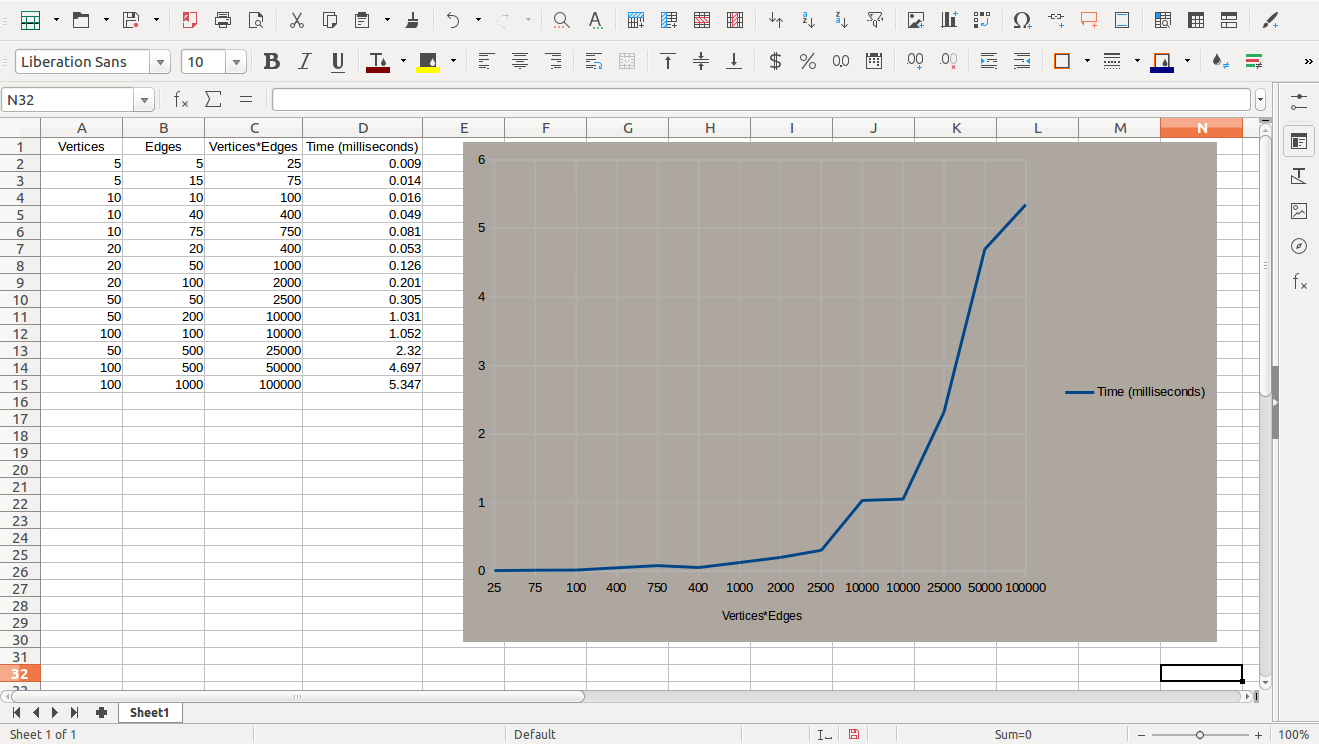 Liberation Sans 10
N32
A B C D E F G H I J K L M N
1 Vertices Edges Vertices*Edges Time (milliseconds)
2 5 5 25 0.009
3 5 15 75 0.014
4 10 10 100 0.016
5 10 40 400 0.049
6 10 75 750 0.081
7 20 20 400 0.053
8 20 50 1000 0.126
9 20 100 2000 0.201
10 50 50 2500 0.305
11 50 200 10000 1.031
12 100 100 10000 1.052
13 50 500 25000 2.32
14 100 500 50000 4.697
15 100 1000 100000 5.347
16
17
18
19
20
21
22
23
24
25
26
27
28
29
30
31
32
33
6
5
4
3
2
1
0
25 75 100 400 750 400 1000 2000 2500 10000 10000 25000 50000 100000
Vertices*Edges
Time (milliseconds)
Sheet1
Sheet 1 of 1 Default Sum=0 100%